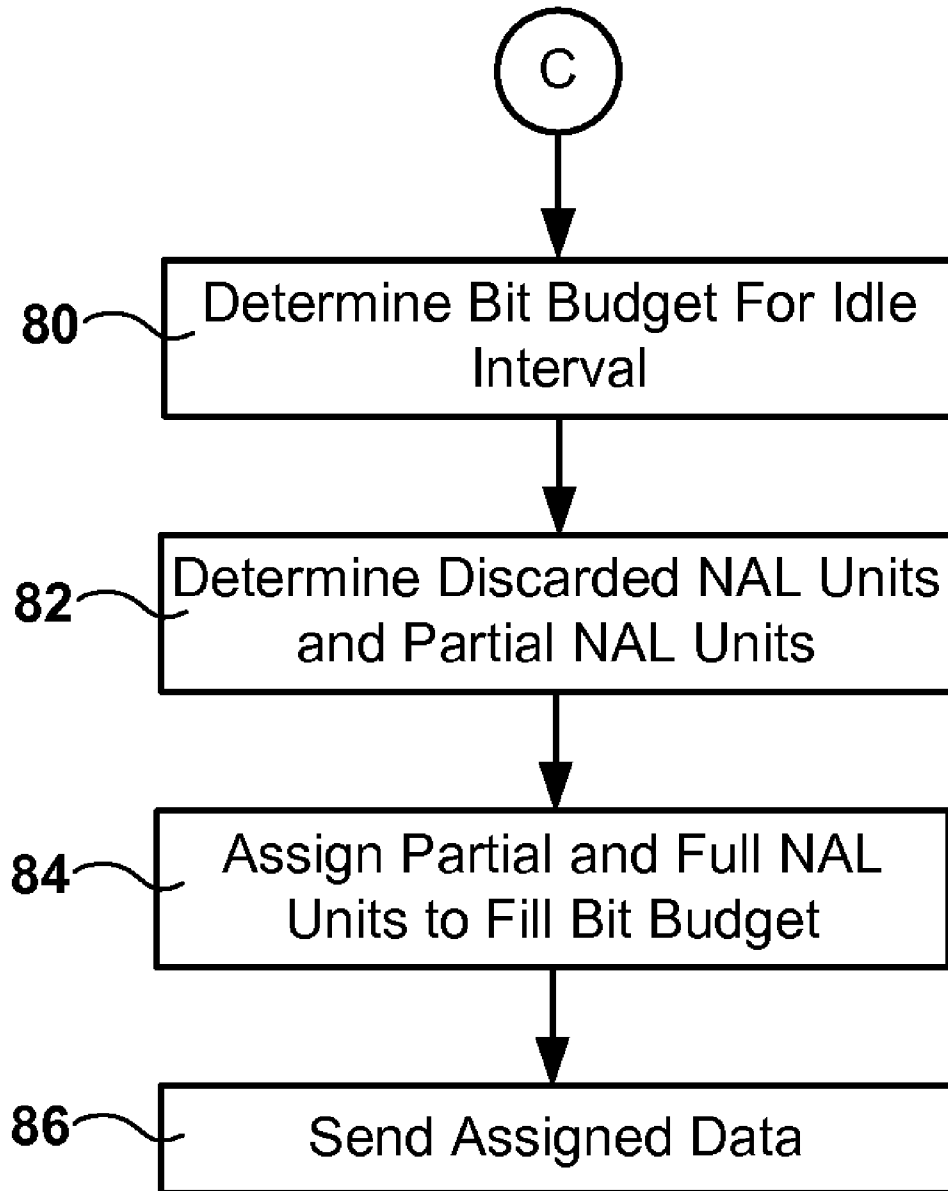 C
80
Determine Bit Budget For Idle
Interval
82
Determine Discarded NAL Units
and Partial NAL Units
84
Assign Partial and Full NAL
Units to Fill Bit Budget
86
Send Assigned Data